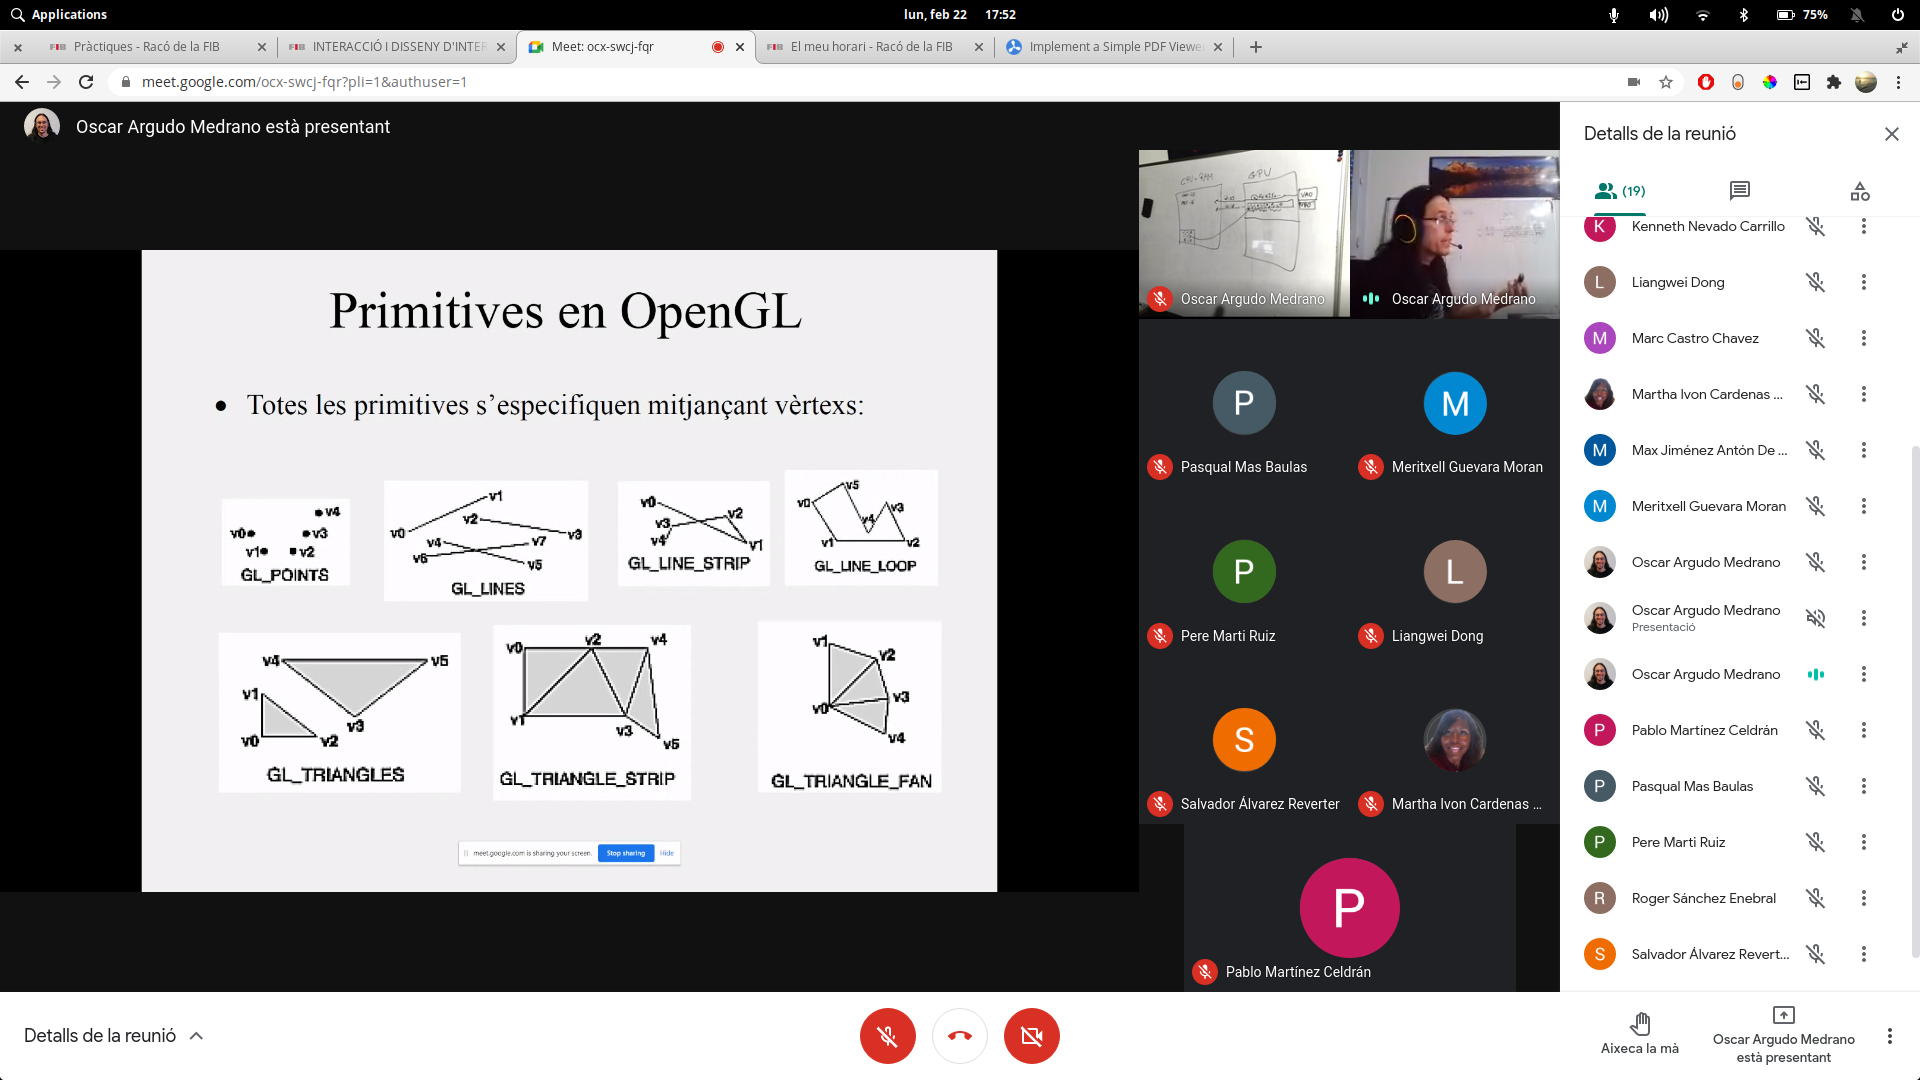 Applications
lun, feb 22 17:52
75%
Pràctiques - Racó de la FIB
INTERACCIÓ I DISSENY D'INTER
Meet: ocx-swcj-fqr
El meu horari - Racó de la FIB
Implement a Simple PDF Viewe
meet.google.com/ocx-swcj-fqr?pli=1&authuser=1
Oscar Argudo Medrano està presentant
Primitives en OpenGL
• Totes les primitives s'especifiquen mitjançant vèrtexs:
v0 v1 v2 v3 v4
GL_POINTS
v0 v1 v2 v3 v4 v5 v6 v7
GL_LINES
v0 v1 v2 v3 v4
GL_LINE_STRIP
v0 v1 v2 v3 v4 v5
GL_LINE_LOOP
v0 v1 v2 v3 v4 v5
GL_TRIANGLES
v0 v1 v2 v3 v4 v5
GL_TRIANGLE_STRIP
v0 v1 v2 v3 v4
GL_TRIANGLE_FAN
meet.google.com is sharing your screen. Stop sharing Hide
GPU
VAO
Oscar Argudo Medrano
Oscar Argudo Medrano
P
Pasqual Mas Baulas
M
Meritxell Guevara Moran
P
Pere Marti Ruiz
L
Liangwei Dong
S
Salvador Álvarez Reverter
Martha Ivon Cardenas ...
P
Pablo Martínez Celdrán
Detalls de la reunió
(19)
K Kenneth Nevado Carrillo
L Liangwei Dong
M Marc Castro Chavez
Martha Ivon Cardenas ...
M Max Jiménez Antón De ...
M Meritxell Guevara Moran
Oscar Argudo Medrano
Oscar Argudo Medrano
Presentació
Oscar Argudo Medrano
P Pablo Martínez Celdrán
P Pasqual Mas Baulas
P Pere Marti Ruiz
R Roger Sánchez Enebral
S Salvador Álvarez Revert...
Detalls de la reunió
Aixeca la mà
Oscar Argudo Medrano
està presentant